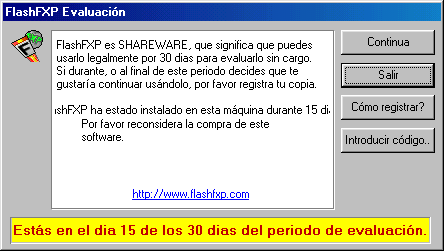 FlashFXP Evaluación
FlashFXP es SHAREWARE, que significa que puedes
usarlo legalmente por 30 dias para evaluarlo sin cargo.
Si durante, o al final de este periodo decides que te
gustaría continuar usándolo, por favor registra tu copia.
shFXP ha estado instalado en esta máquina durante 15 di
Por favor reconsidera la compra de este
software.
http://www.flashfxp.com
Continua
Salir
Cómo registrar?
Introducir código..
Estás en el dia 15 de los 30 dias del periodo de evaluación.